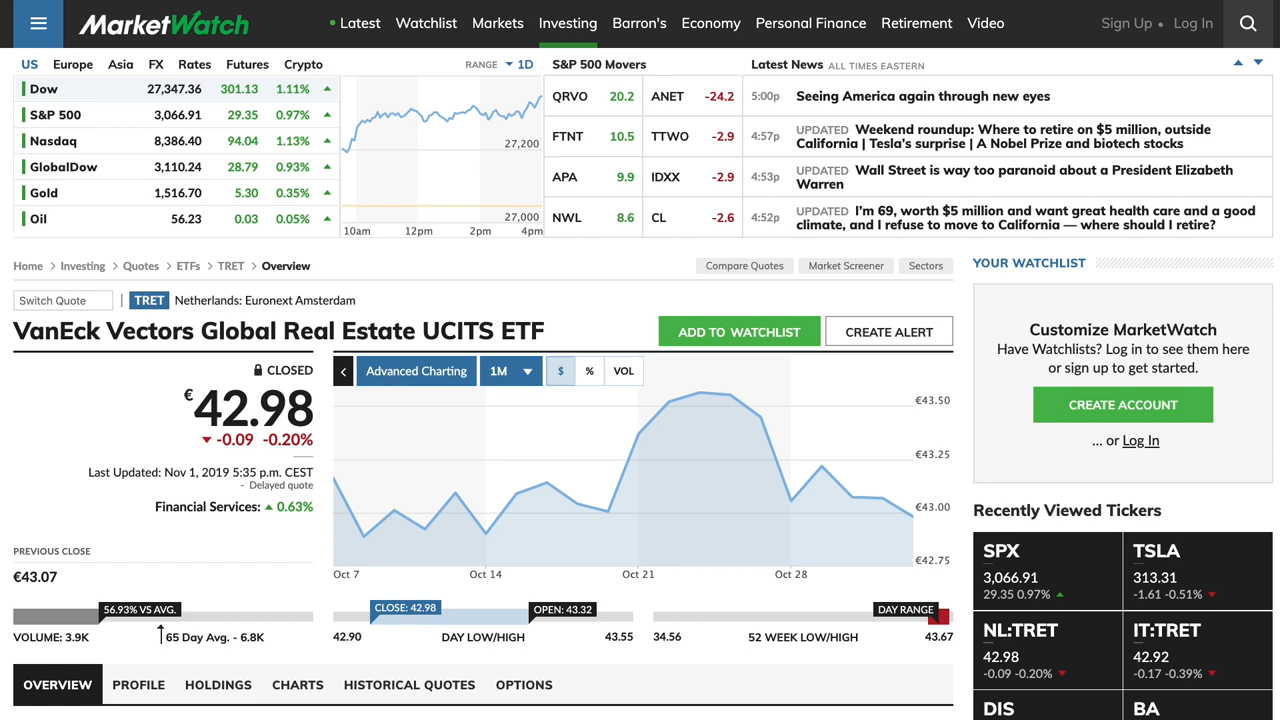 MarketWatch
Latest Watchlist Markets Investing Barron's Economy Personal Finance Retirement Video
Sign Up • Log In
US Europe Asia FX Rates Futures Crypto
RANGE 1D
Dow 27,347.36 301.13 1.11%
S&P 500 3,066.91 29.35 0.97%
Nasdaq 8,386.40 94.04 1.13%
GlobalDow 3,110.24 28.79 0.93%
Gold 1,516.70 5.30 0.35%
Oil 56.23 0.03 0.05%
27,200
27,000
10am 12pm 2pm 4pm
S&P 500 Movers
QRVO 20.2 ANET -24.2
FTNT 10.5 TTWO -2.9
APA 9.9 IDXX -2.9
NWL 8.6 CL -2.6
Latest News ALL TIMES EASTERN
5:00p Seeing America again through new eyes
4:57p UPDATED Weekend roundup: Where to retire on $5 million, outside
California | Tesla's surprise | A Nobel Prize and biotech stocks
4:53p UPDATED Wall Street is way too paranoid about a President Elizabeth
Warren
4:52p UPDATED I'm 69, worth $5 million and want great health care and a good
climate, and I refuse to move to California — where should I retire?
Home > Investing > Quotes > ETFs > TRET > Overview
Compare Quotes Market Screener Sectors
Switch Quote | TRET Netherlands: Euronext Amsterdam
VanEck Vectors Global Real Estate UCITS ETF
ADD TO WATCHLIST CREATE ALERT
CLOSED
€42.98
-0.09 -0.20%
Last Updated: Nov 1, 2019 5:35 p.m. CEST
- Delayed quote
Financial Services: 0.63%
PREVIOUS CLOSE
€43.07
Advanced Charting 1M $ % VOL
€43.50
€43.25
€43.00
€42.75
Oct 7 Oct 14 Oct 21 Oct 28
56.93% VS AVG.
VOLUME: 3.9K 65 Day Avg. - 6.8K
CLOSE: 42.98 OPEN: 43.32
42.90 DAY LOW/HIGH 43.55
DAY RANGE
34.56 52 WEEK LOW/HIGH 43.67
OVERVIEW PROFILE HOLDINGS CHARTS HISTORICAL QUOTES OPTIONS
YOUR WATCHLIST
Customize MarketWatch
Have Watchlists? Log in to see them here
or sign up to get started.
CREATE ACCOUNT
... or Log In
Recently Viewed Tickers
SPX TSLA
3,066.91 313.31
29.35 0.97% -1.61 -0.51%
NL:TRET IT:TRET
42.98 42.92
-0.09 -0.20% -0.17 -0.39%
DIS BA